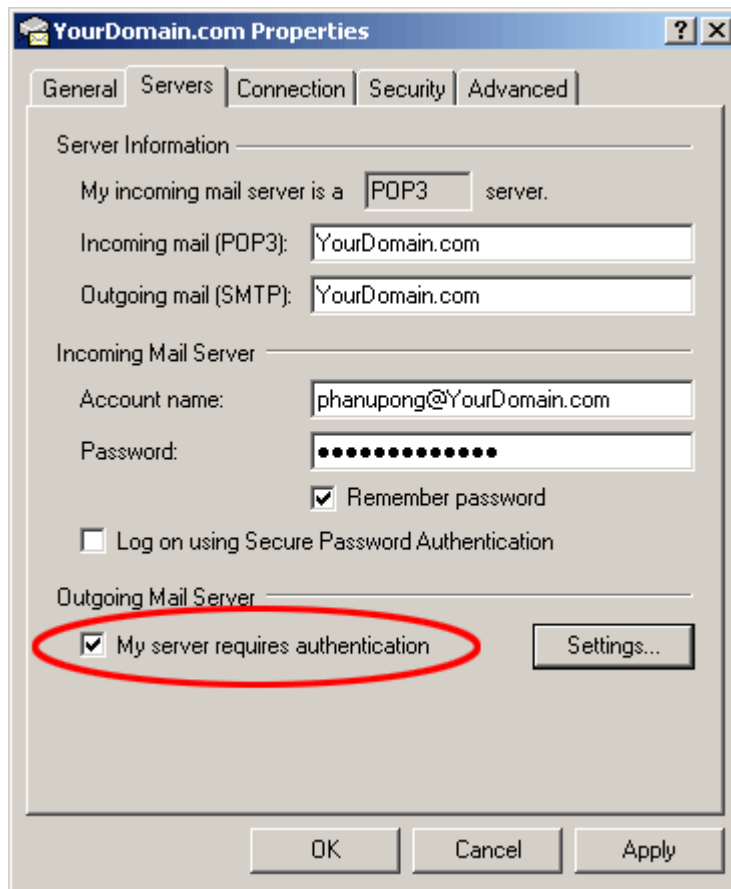 YourDomain.com Properties
General Servers Connection Security Advanced
Server Information
My incoming mail server is a POP3 server.
Incoming mail (POP3): YourDomain.com
Outgoing mail (SMTP): YourDomain.com
Incoming Mail Server
Account name: phanupong@YourDomain.com
Password: •••••••••••••
Remember password
Log on using Secure Password Authentication
Outgoing Mail Server
My server requires authentication Settings...
OK Cancel Apply